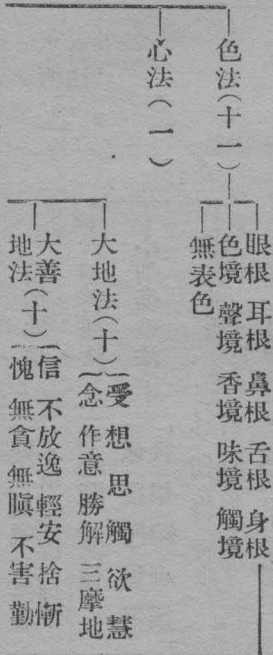 色法（十一）
眼根 耳根 鼻根 舌根 身根
色境 聲境 香境 味境 觸境
無表色
心法（一）
大地法（十）
受 想 思 觸 欲 慧
念 作意 勝解 三摩地
大善地法（十）
信 不放逸 輕安 捨 慚
愧 無貪 無瞋 不害 勤